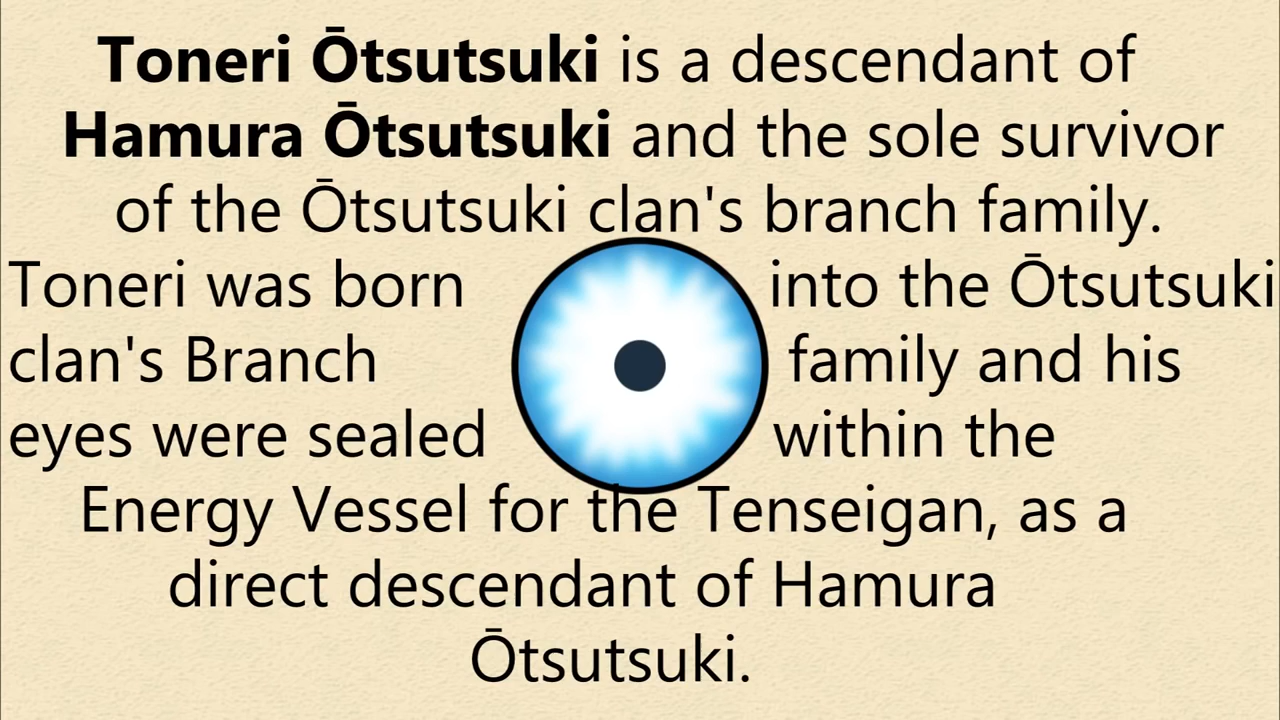 Toneri Ōtsutsuki is a descendant of
Hamura Ōtsutsuki and the sole survivor
of the Ōtsutsuki clan's branch family.
Toneri was born into the Ōtsutsuki
clan's Branch family and his
eyes were sealed within the
Energy Vessel for the Tenseigan, as a
direct descendant of Hamura
Ōtsutsuki.